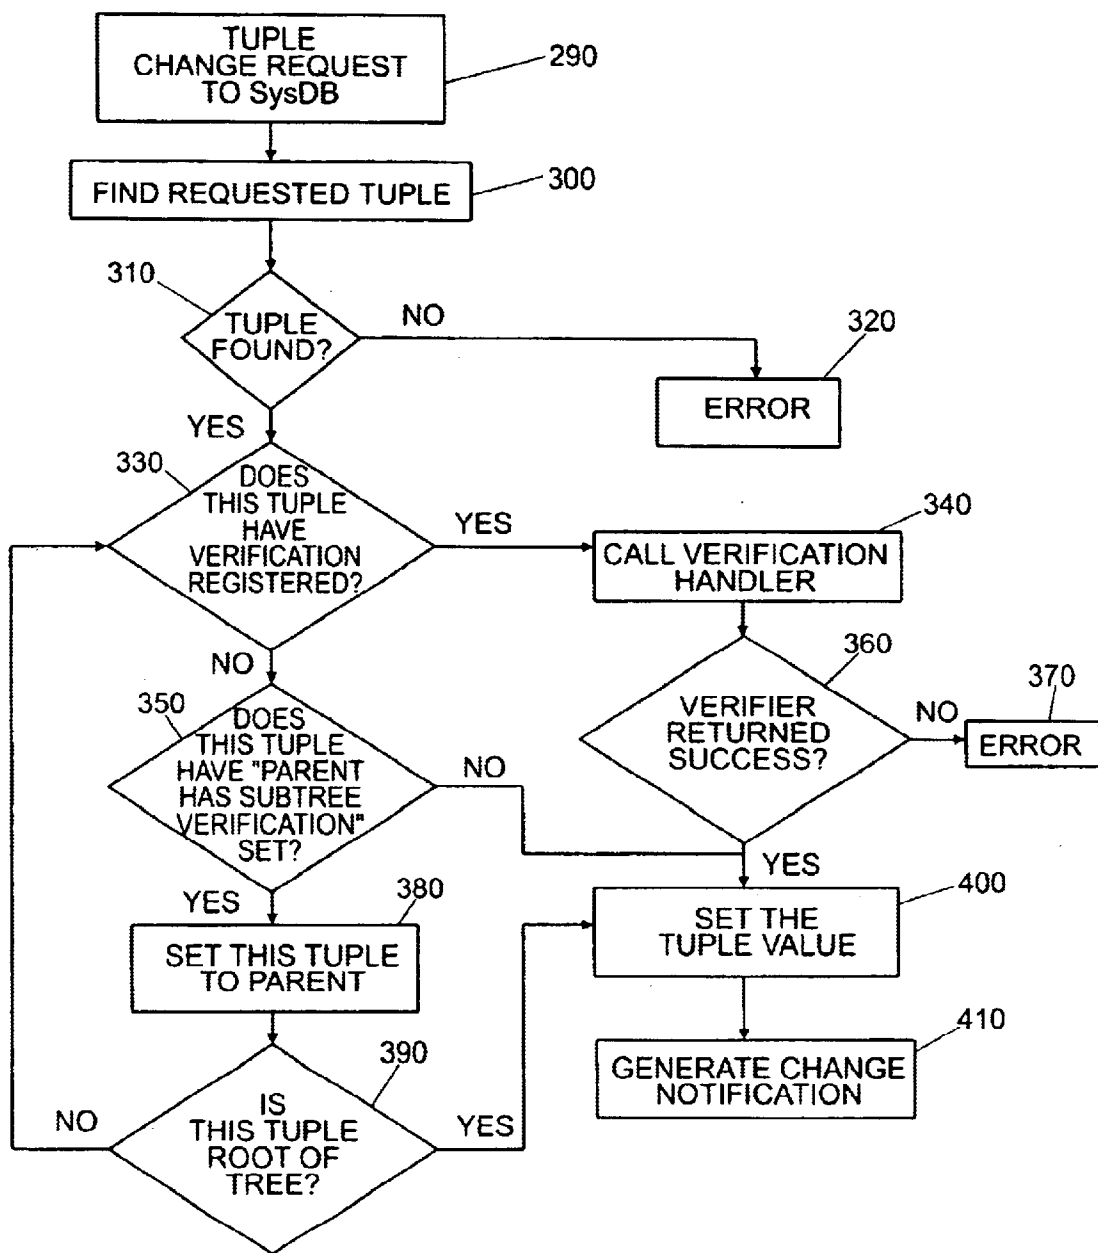 TUPLE
CHANGE REQUEST
TO SysDB
290
FIND REQUESTED TUPLE
300
310
TUPLE
FOUND?
NO
320
ERROR
YES
330
DOES
THIS TUPLE
HAVE
VERIFICATION
REGISTERED?
YES
340
CALL VERIFICATION
HANDLER
NO
350
DOES
THIS TUPLE
HAVE "PARENT
HAS SUBTREE
VERIFICATION"
SET?
NO
360
VERIFIER
RETURNED
SUCCESS?
NO
370
ERROR
YES
YES
380
SET THIS TUPLE
TO PARENT
400
SET THE
TUPLE VALUE
390
IS
THIS TUPLE
ROOT OF
TREE?
NO
YES
410
GENERATE CHANGE
NOTIFICATION